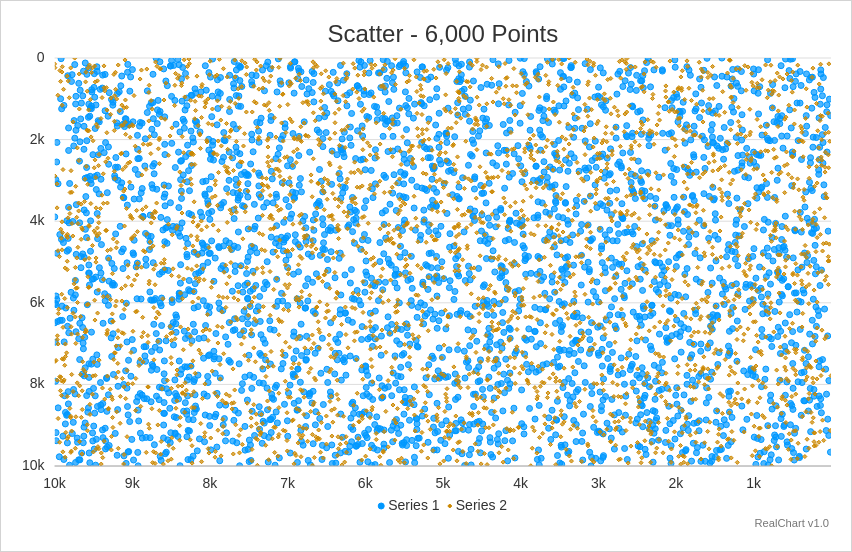 Scatter - 6,000 Points
0
2k
4k
6k
8k
10k
10k 9k 8k 7k 6k 5k 4k 3k 2k 1k
Series 1 Series 2
RealChart v1.0